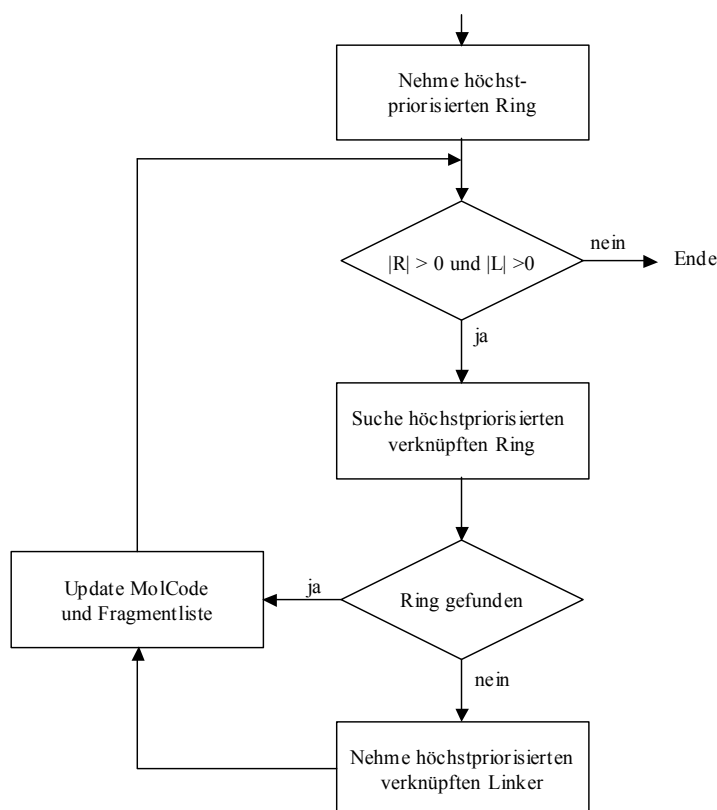 Nehme höchst-
priorisierten Ring
|R| > 0 und |L| >0
nein
Ende
ja
Suche höchstpriorisierten
verknüpften Ring
Update MolCode
und Fragmentliste
ja
Ring gefunden
nein
Nehme höchstpriorisierten
verknüpften Linker